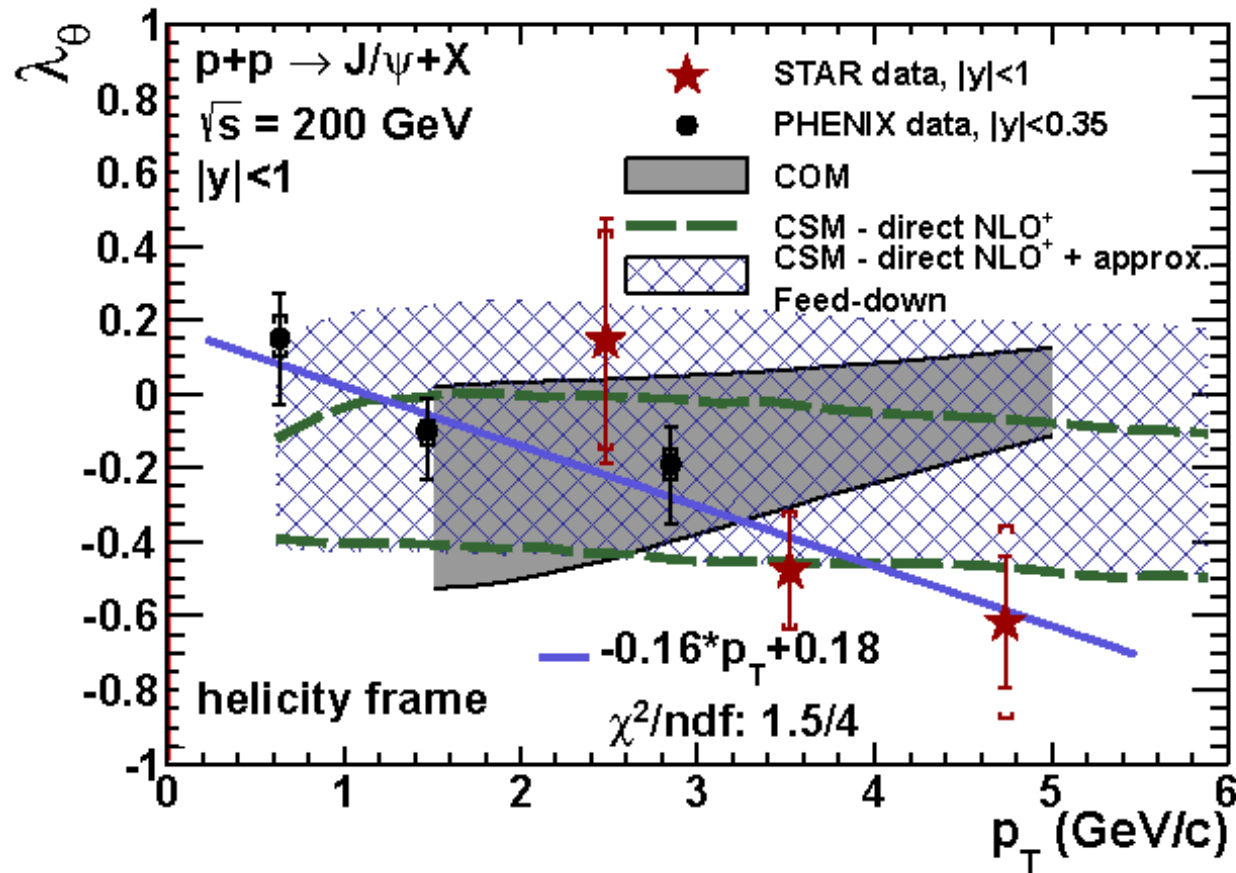 λθ
1
0.8
0.6
0.4
0.2
0
-0.2
-0.4
-0.6
-0.8
-1
p+p → J/ψ+X
√s = 200 GeV
|y|<1
STAR data, |y|<1
PHENIX data, |y|<0.35
COM
CSM - direct NLO⁺
CSM - direct NLO⁺ + approx.
Feed-down
-0.16*p_T+0.18
χ²/ndf: 1.5/4
helicity frame
0 1 2 3 4 5 6
p_T (GeV/c)